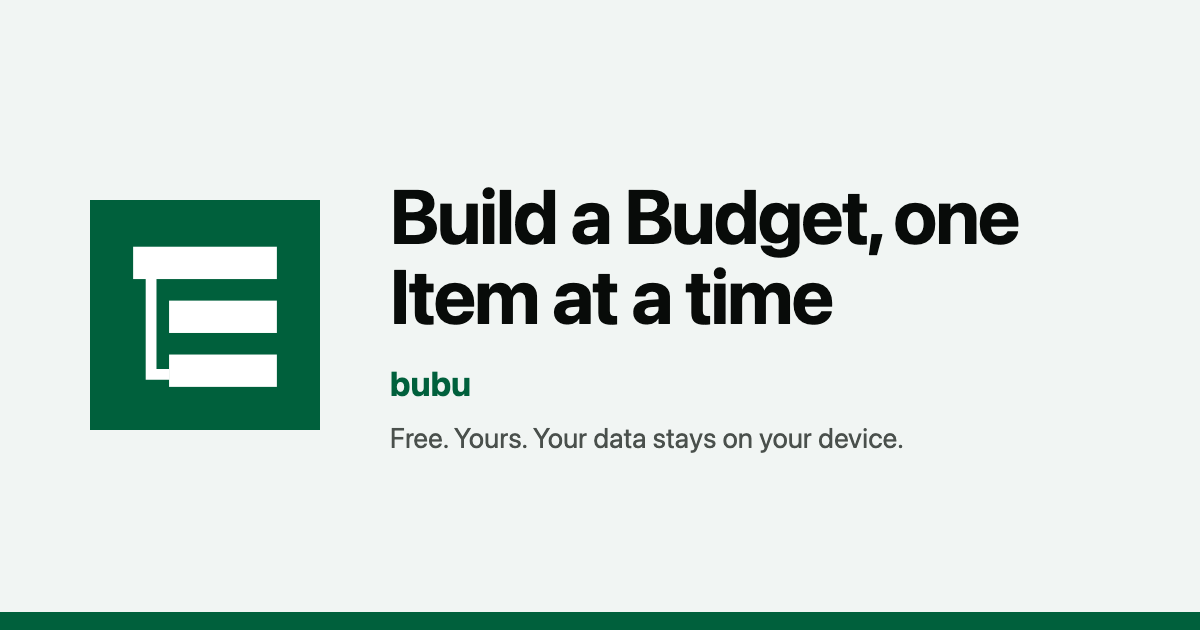 Build a Budget, one
Item at a time
bubu
Free. Yours. Your data stays on your device.